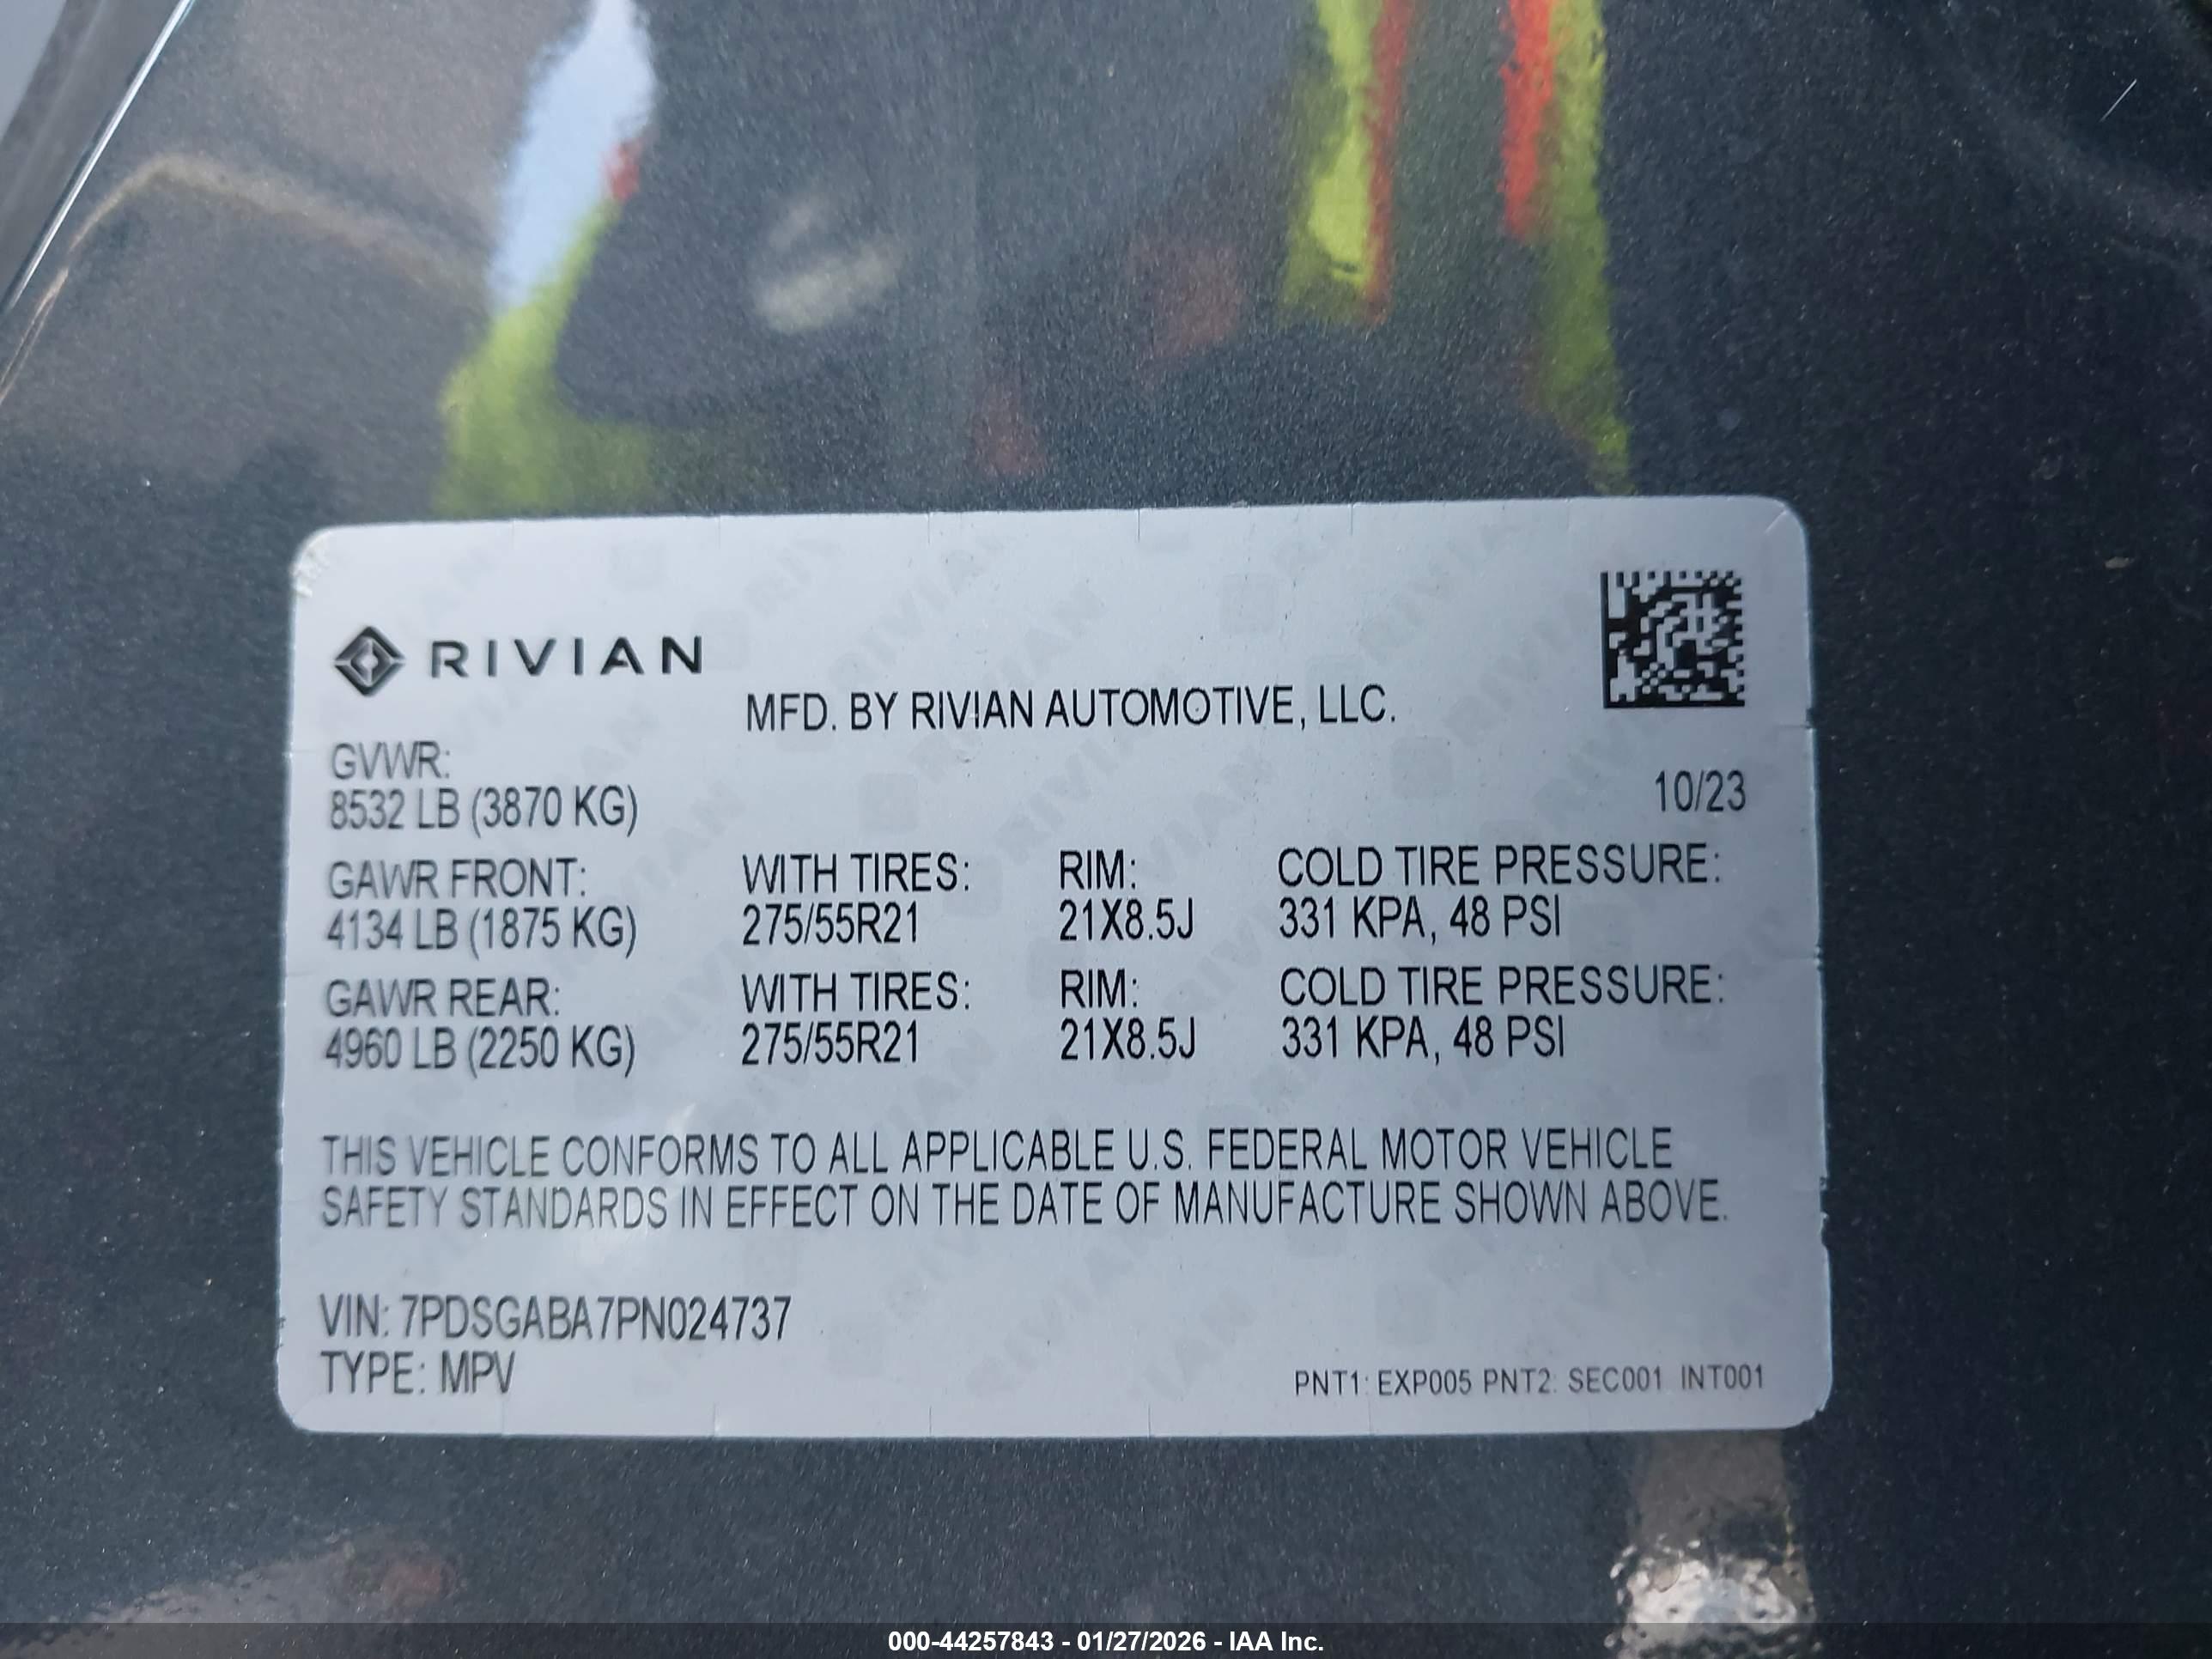 RIVIAN
MFD. BY RIVIAN AUTOMOTIVE, LLC.
GVWR:
8532 LB (3870 KG)
10/23
GAWR FRONT: WITH TIRES: RIM: COLD TIRE PRESSURE:
4134 LB (1875 KG) 275/55R21 21X8.5J 331 KPA, 48 PSI
GAWR REAR: WITH TIRES: RIM: COLD TIRE PRESSURE:
4960 LB (2250 KG) 275/55R21 21X8.5J 331 KPA, 48 PSI
THIS VEHICLE CONFORMS TO ALL APPLICABLE U.S. FEDERAL MOTOR VEHICLE
SAFETY STANDARDS IN EFFECT ON THE DATE OF MANUFACTURE SHOWN ABOVE.
VIN: 7PDSGABA7PN024737
TYPE: MPV
PNT1: EXP005 PNT2: SEC001 INT001
000-44257843 - 01/27/2026 - IAA Inc.